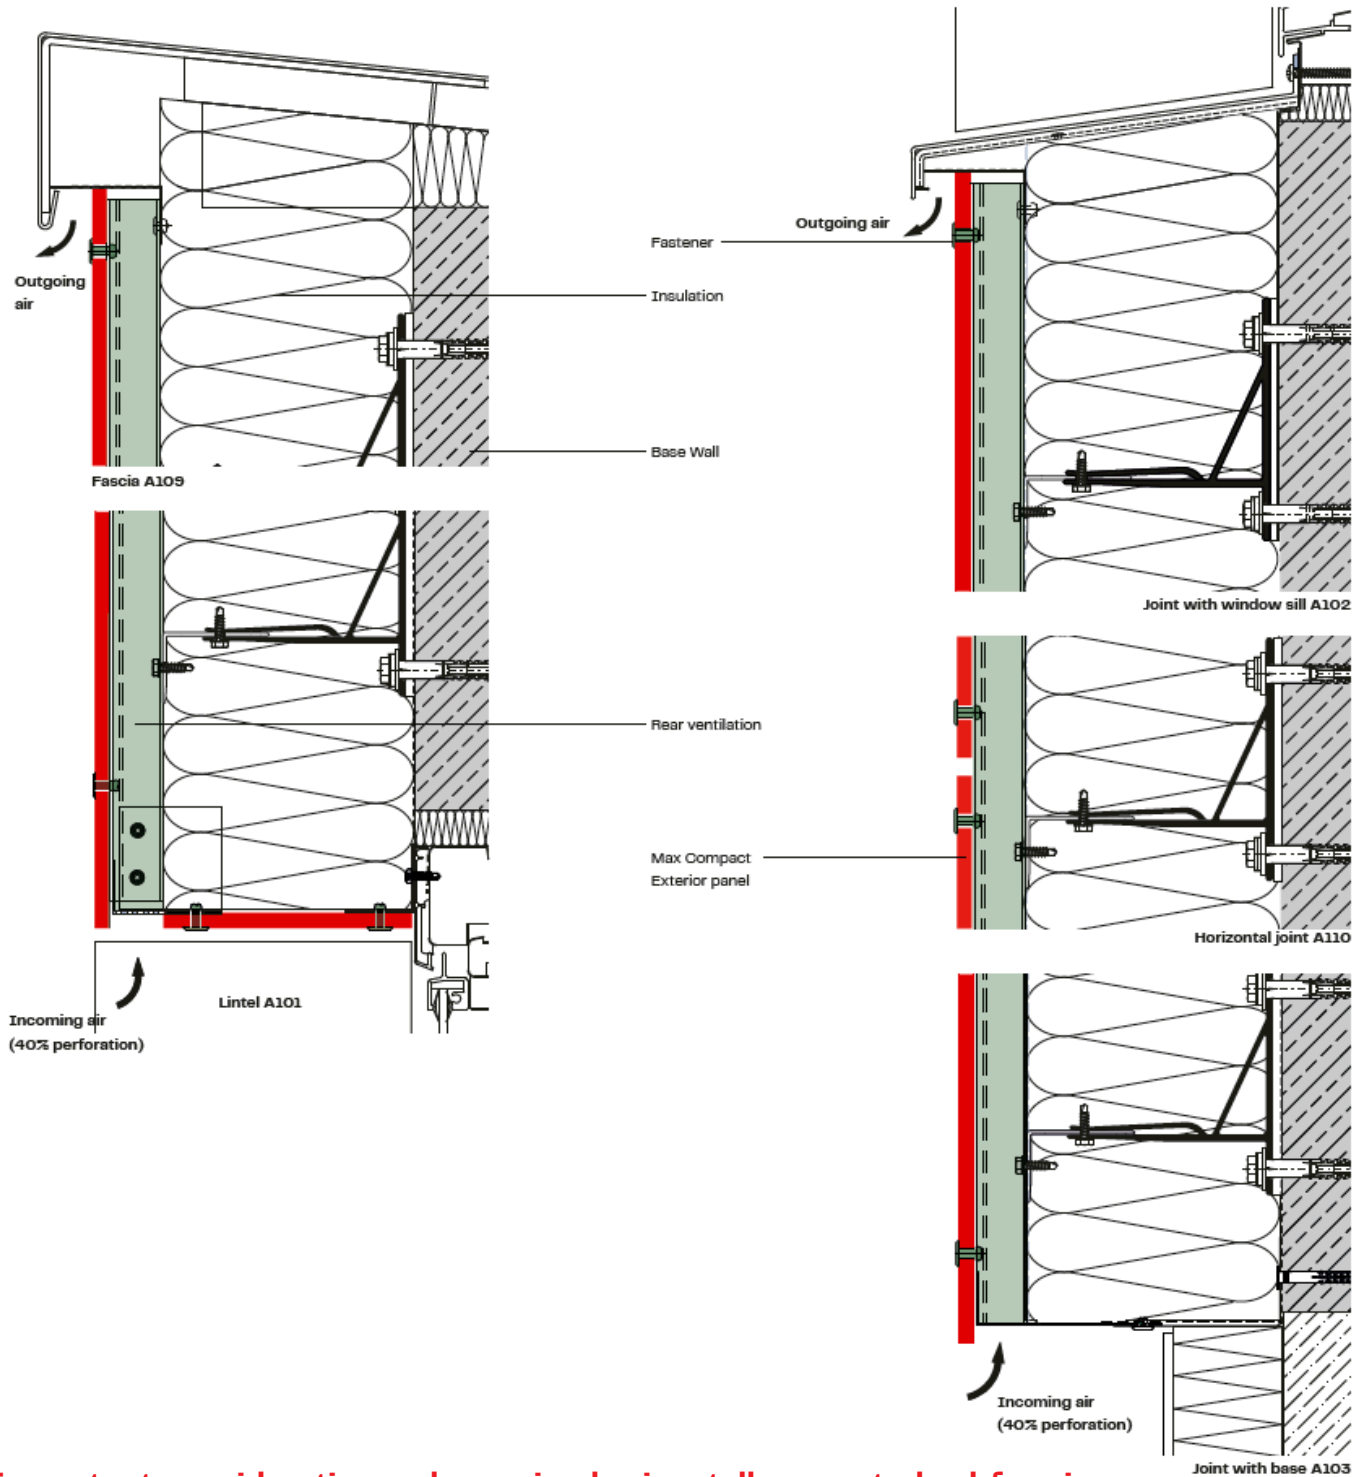 Outgoing air
Fastener
Outgoing
air
Insulation
Base Wall
Fascia A109
Joint with window sill A102
Rear ventilation
Max Compact
Exterior panel
Horizontal joint A110
Lintel A101
Incoming air
(40% perforation)
Incoming air
(40% perforation)
Joint with base A103